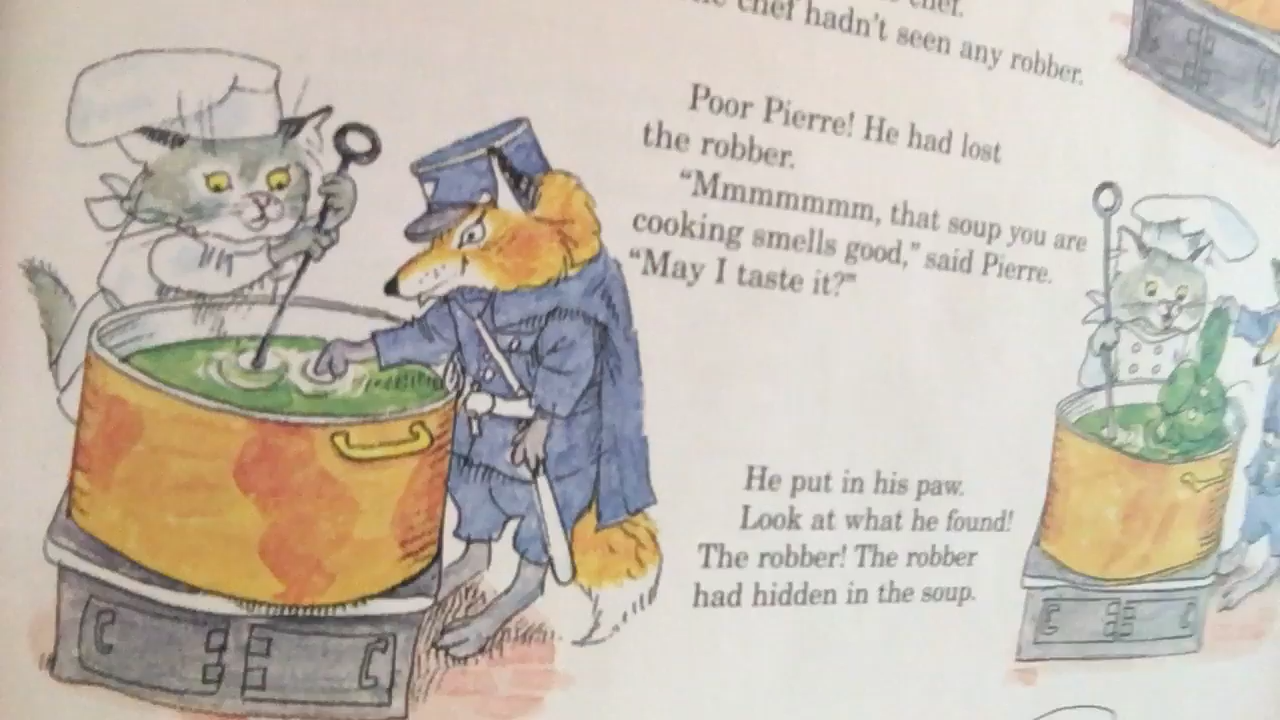 chef.
chef hadn't seen any robber.
Poor Pierre! He had lost
the robber.
“Mmmmmmm, that soup you are
cooking smells good,” said Pierre.
“May I taste it?”
He put in his paw.
Look at what he found!
The robber! The robber
had hidden in the soup.